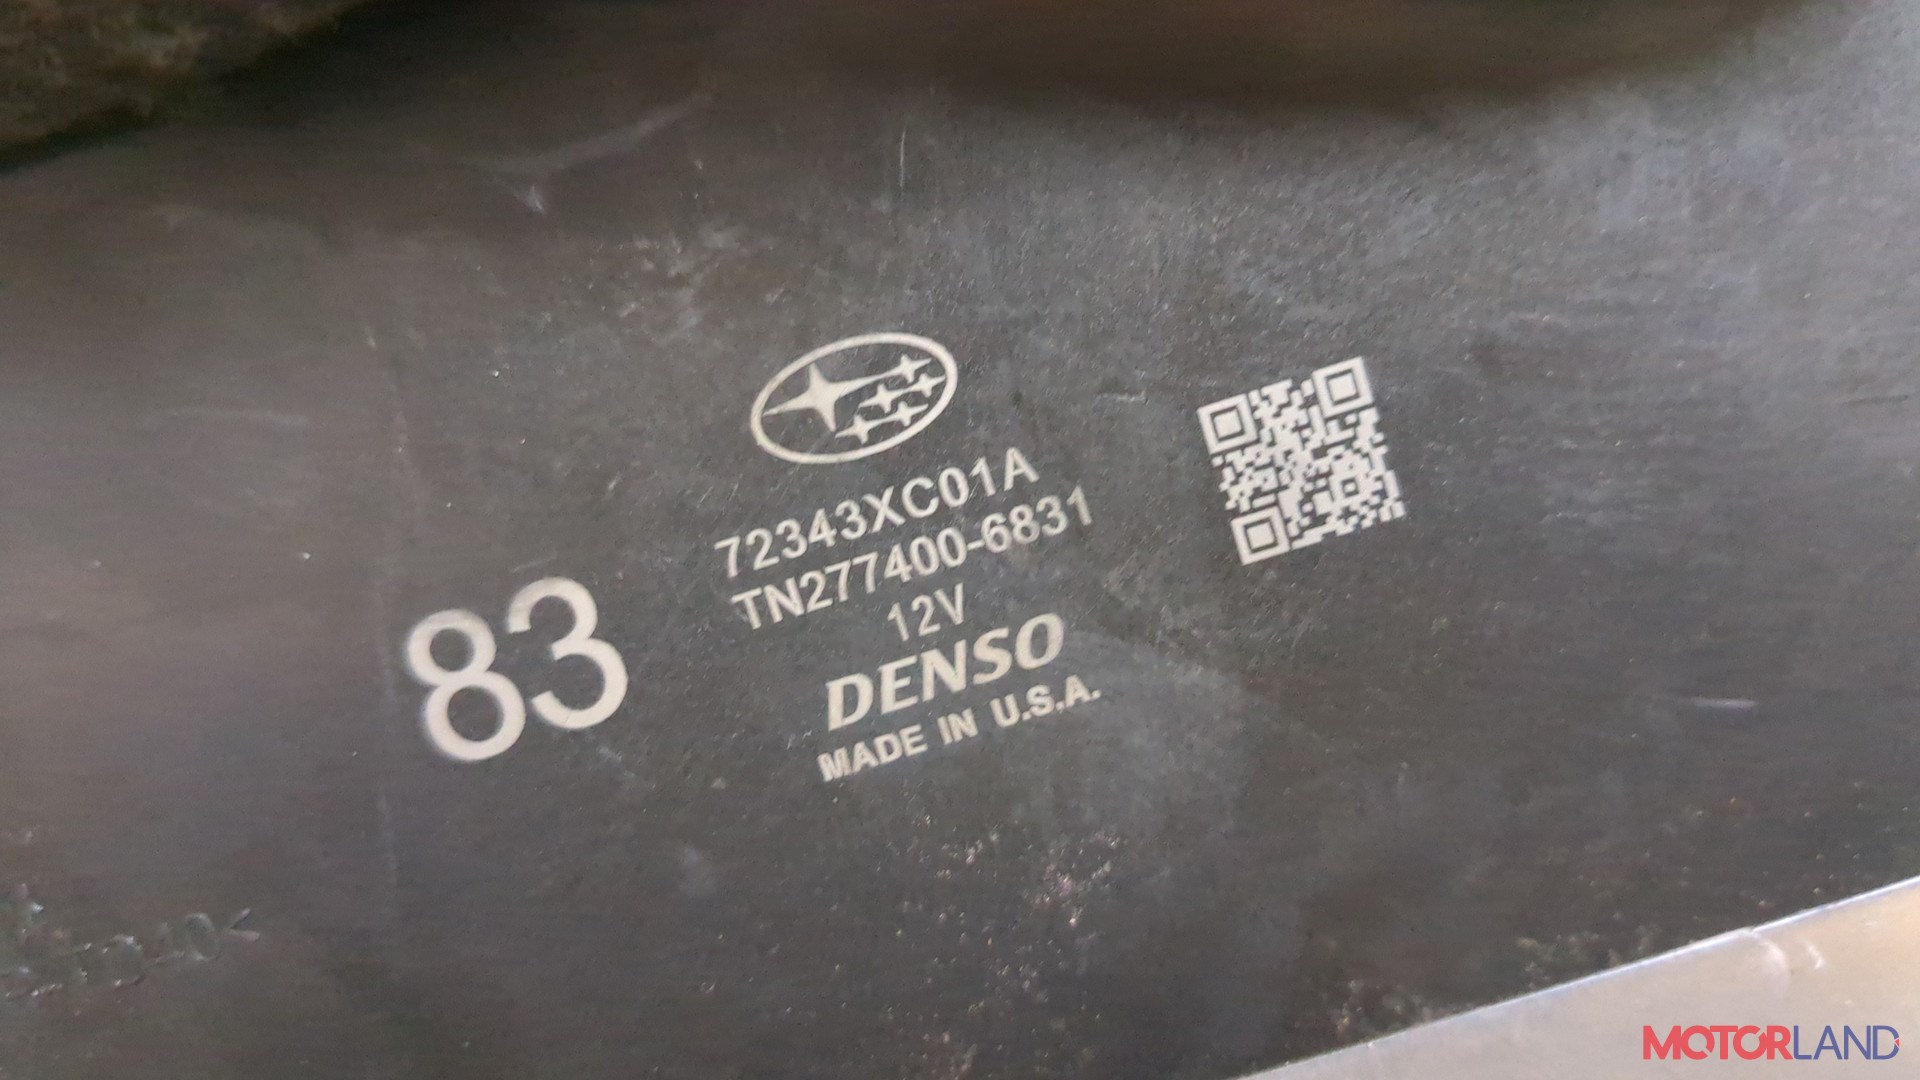 72343XC01A
TN277400-6831
12V
DENSO
MADE IN U.S.A.
83
MOTORLAND